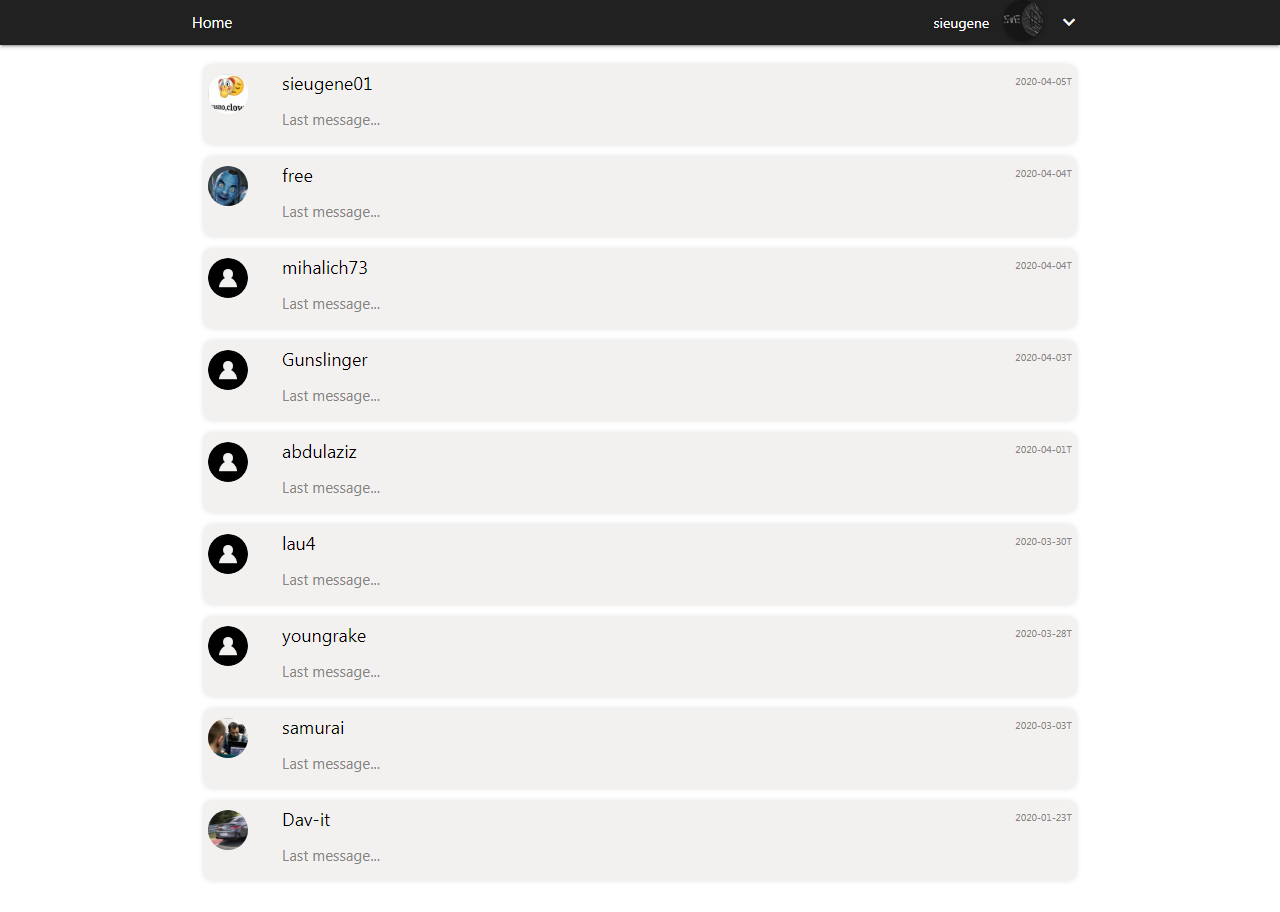 Home
sieugene
SVE
sieugene01
2020-04-05T
Last message...
free
2020-04-04T
Last message...
mihalich73
2020-04-04T
Last message...
Gunslinger
2020-04-03T
Last message...
abdulaziz
2020-04-01T
Last message...
lau4
2020-03-30T
Last message...
youngrake
2020-03-28T
Last message...
samurai
2020-03-03T
Last message...
Dav-it
2020-01-23T
Last message...